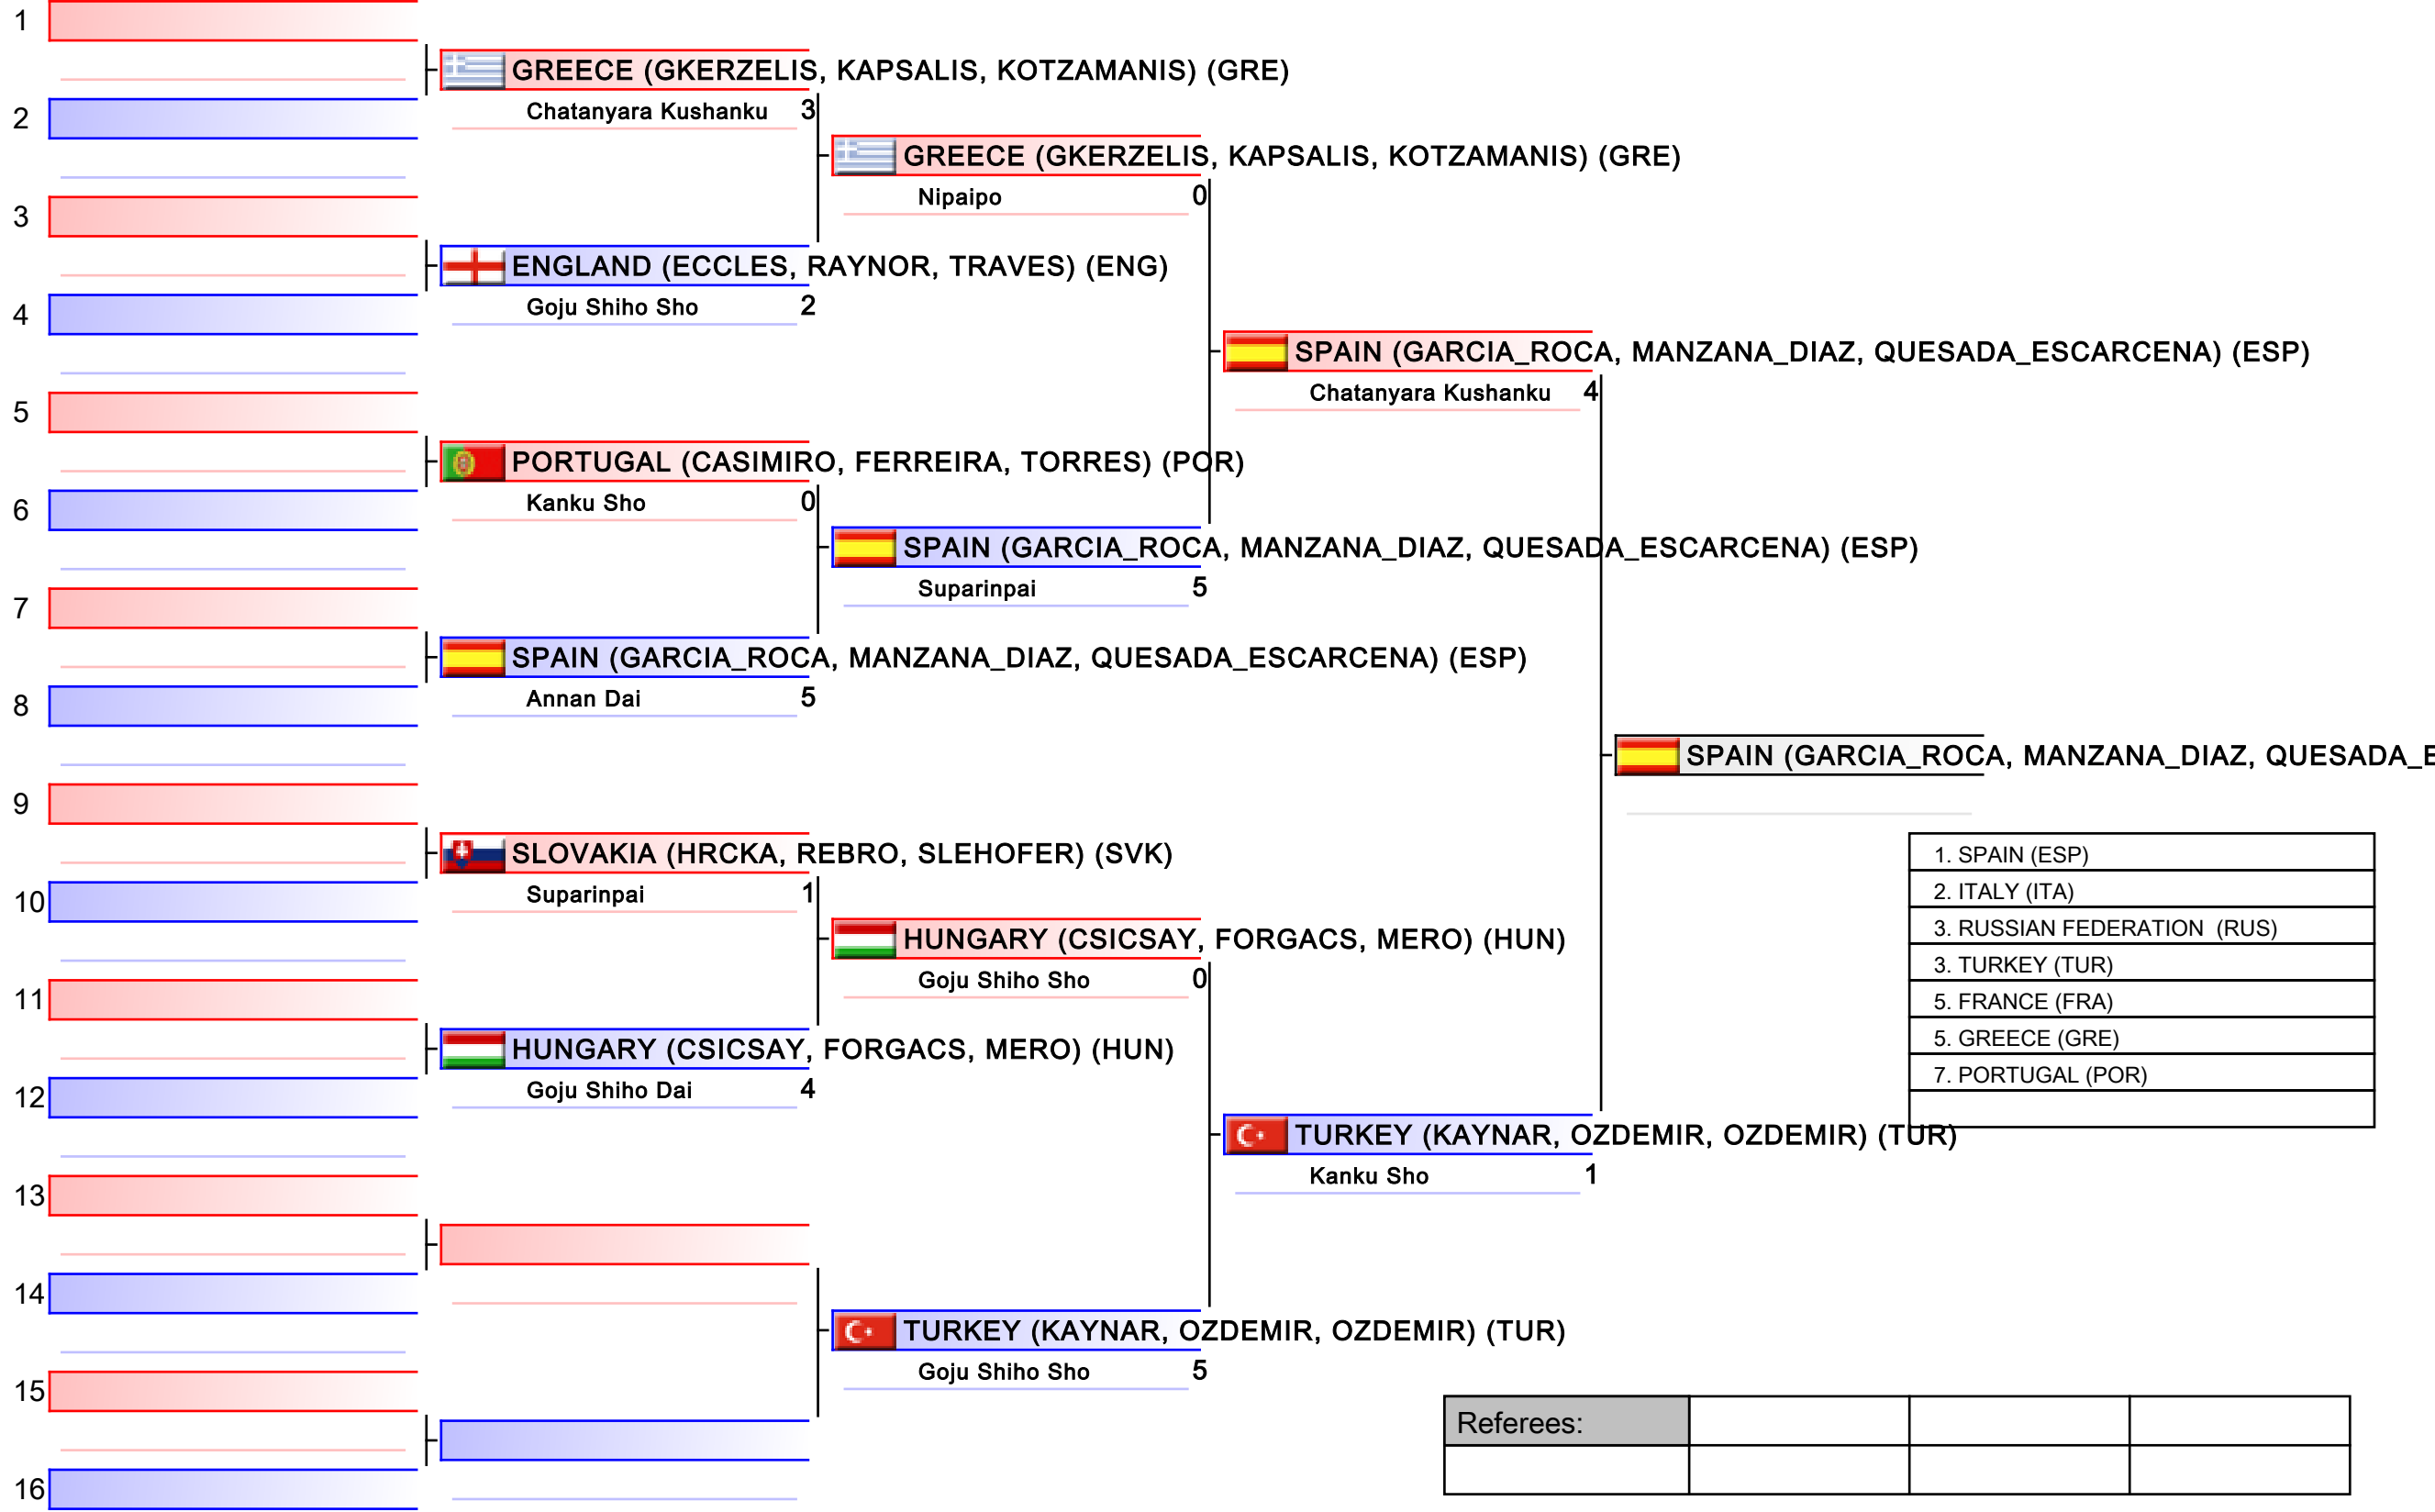 1
GREECE (GKERZELIS, KAPSALIS, KOTZAMANIS) (GRE)
Chatanyara Kushanku 3
2
GREECE (GKERZELIS, KAPSALIS, KOTZAMANIS) (GRE)
Nipaipo 0
3
ENGLAND (ECCLES, RAYNOR, TRAVES) (ENG)
Goju Shiho Sho 2
4
SPAIN (GARCIA_ROCA, MANZANA_DIAZ, QUESADA_ESCARCENA) (ESP)
Chatanyara Kushanku 4
5
PORTUGAL (CASIMIRO, FERREIRA, TORRES) (POR)
Kanku Sho 0
6
SPAIN (GARCIA_ROCA, MANZANA_DIAZ, QUESADA_ESCARCENA) (ESP)
Suparinpai 5
7
SPAIN (GARCIA_ROCA, MANZANA_DIAZ, QUESADA_ESCARCENA) (ESP)
Annan Dai 5
8
SPAIN (GARCIA_ROCA, MANZANA_DIAZ, QUESADA_E
9
SLOVAKIA (HRCKA, REBRO, SLEHOFER) (SVK)
Suparinpai 1
10
HUNGARY (CSICSAY, FORGACS, MERO) (HUN)
Goju Shiho Sho 0
11
HUNGARY (CSICSAY, FORGACS, MERO) (HUN)
Goju Shiho Dai 4
12
1. SPAIN (ESP)
2. ITALY (ITA)
3. RUSSIAN FEDERATION (RUS)
3. TURKEY (TUR)
5. FRANCE (FRA)
5. GREECE (GRE)
7. PORTUGAL (POR)
TURKEY (KAYNAR, OZDEMIR, OZDEMIR) (TUR)
Kanku Sho 1
13
14
TURKEY (KAYNAR, OZDEMIR, OZDEMIR) (TUR)
Goju Shiho Sho 5
15
Referees:
16